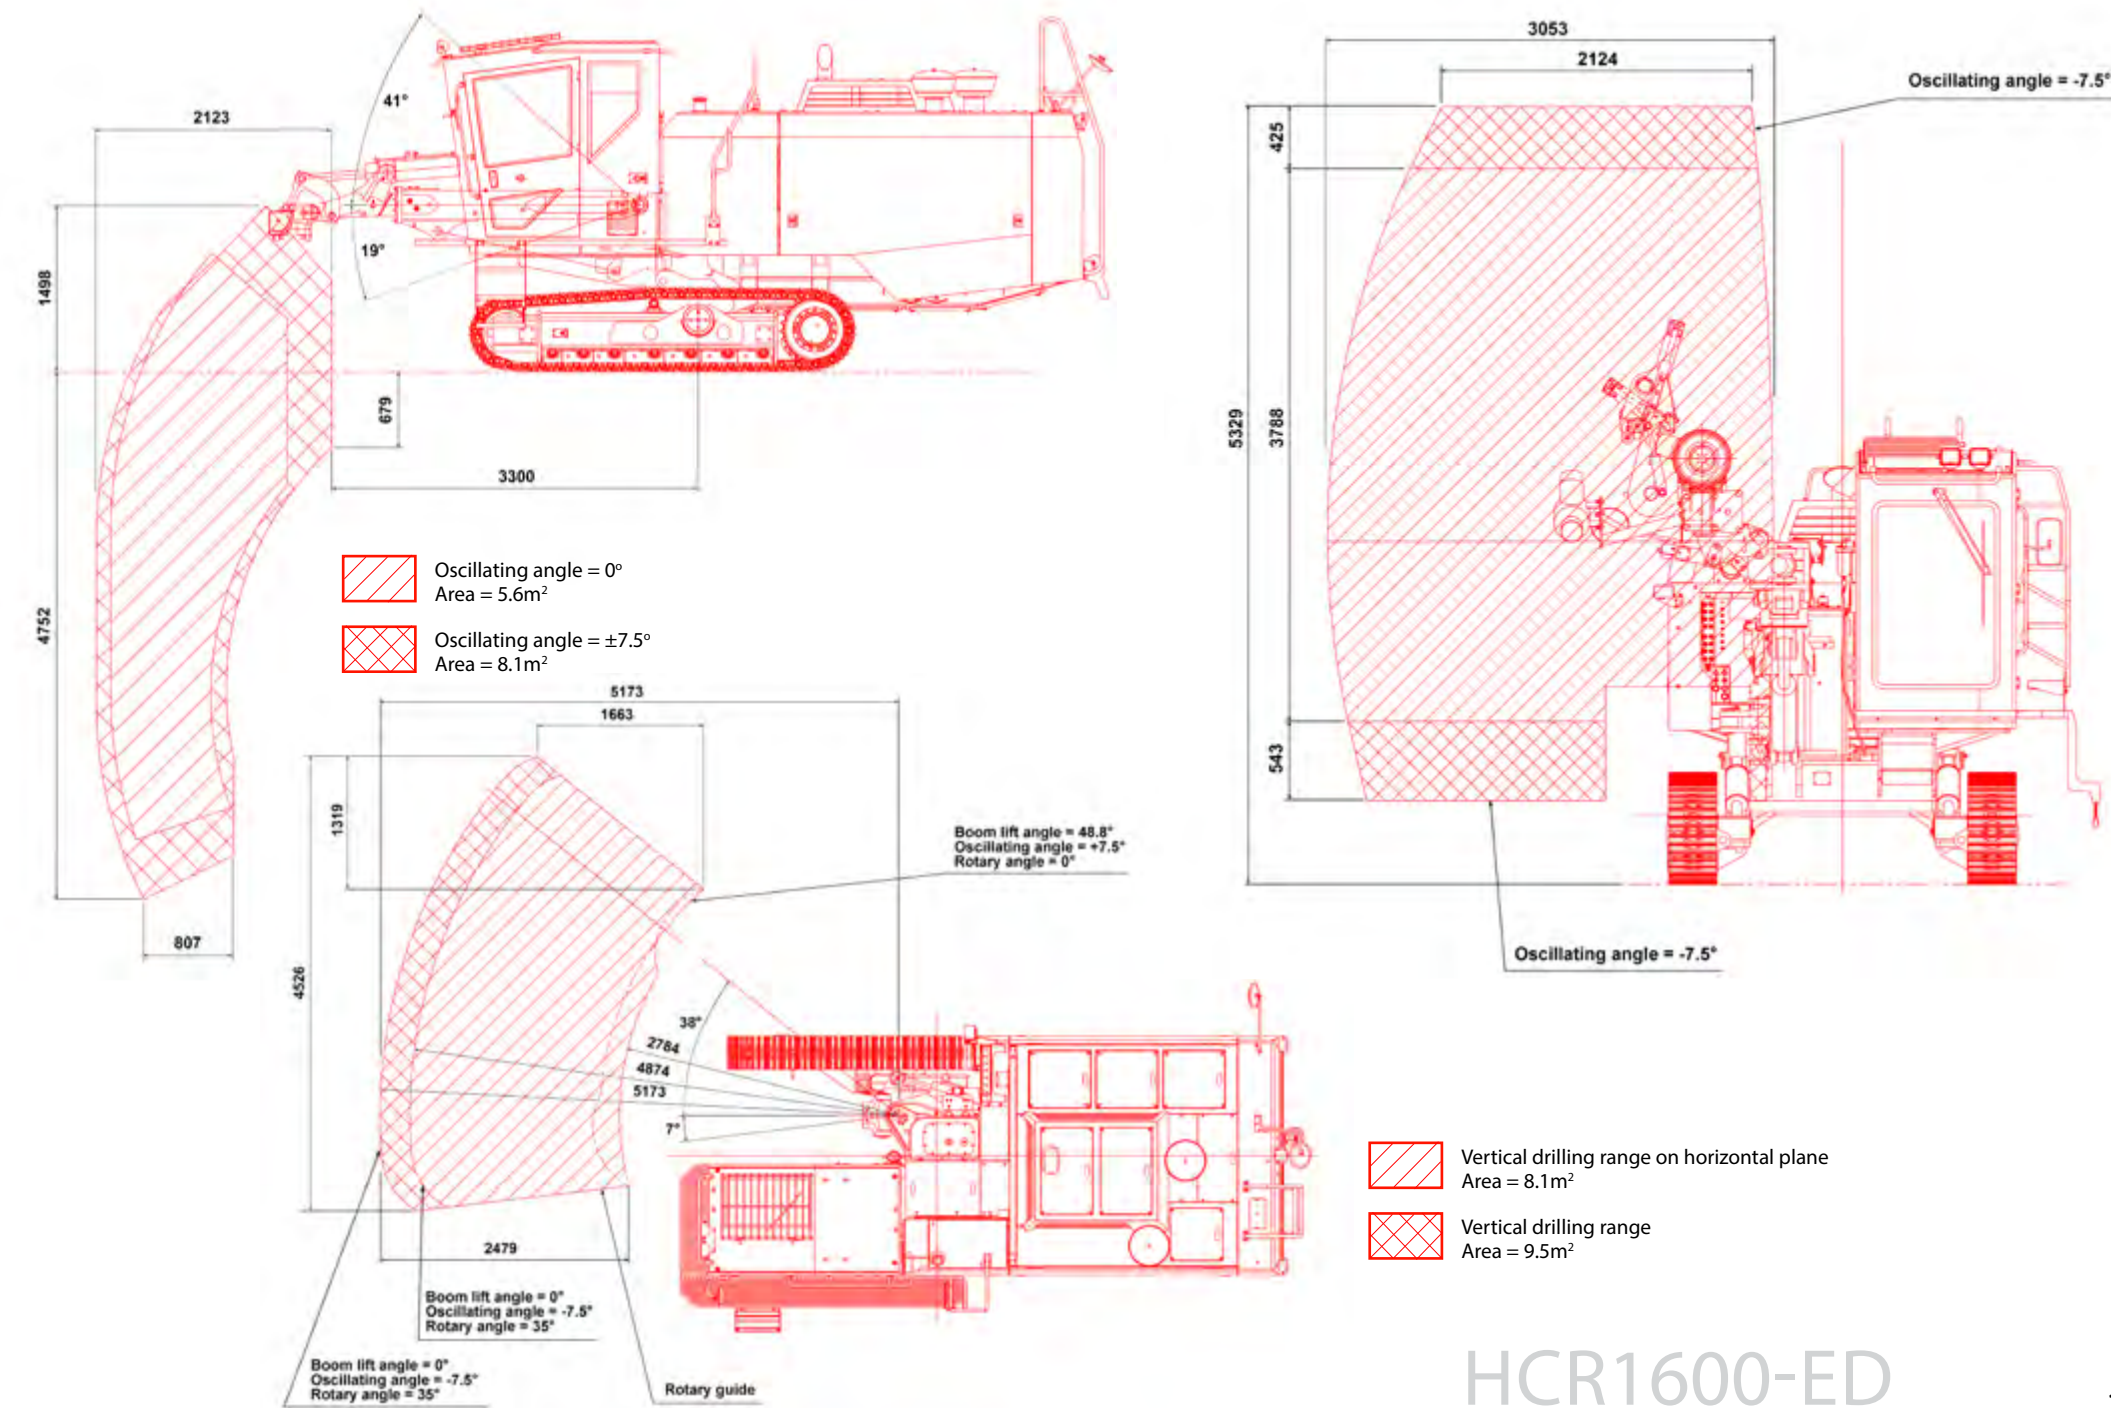 3053
2124
Oscillating angle = -7.5°
425
5329
3788
543
Oscillating angle = -7.5°
41°
2123
19°
1498
679
3300
4752
807
Oscillating angle = 0°
Area = 5.6m²
Oscillating angle = ±7.5°
Area = 8.1m²
5173
1663
1319
Boom lift angle = 48.8°
Oscillating angle = +7.5°
Rotary angle = 0°
4526
38°
2784
4874
5173
7°
2479
Boom lift angle = 0°
Oscillating angle = -7.5°
Rotary angle = 35°
Boom lift angle = 0°
Oscillating angle = -7.5°
Rotary angle = 35°
Rotary guide
Vertical drilling range on horizontal plane
Area = 8.1m²
Vertical drilling range
Area = 9.5m²
HCR1600-ED